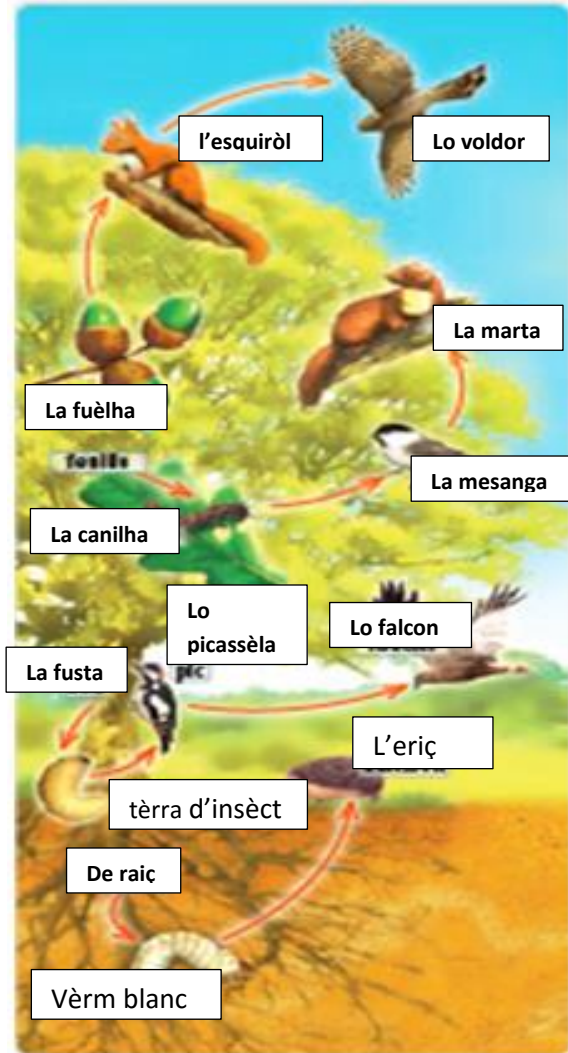 l’esquiròl
Lo voldor
La marta
La fuèlha
La mesanga
La canilha
Lo
picassèla
Lo falcon
La fusta
pic
L’eriç
tèrra d’insèct
De raiç
Vèrm blanc